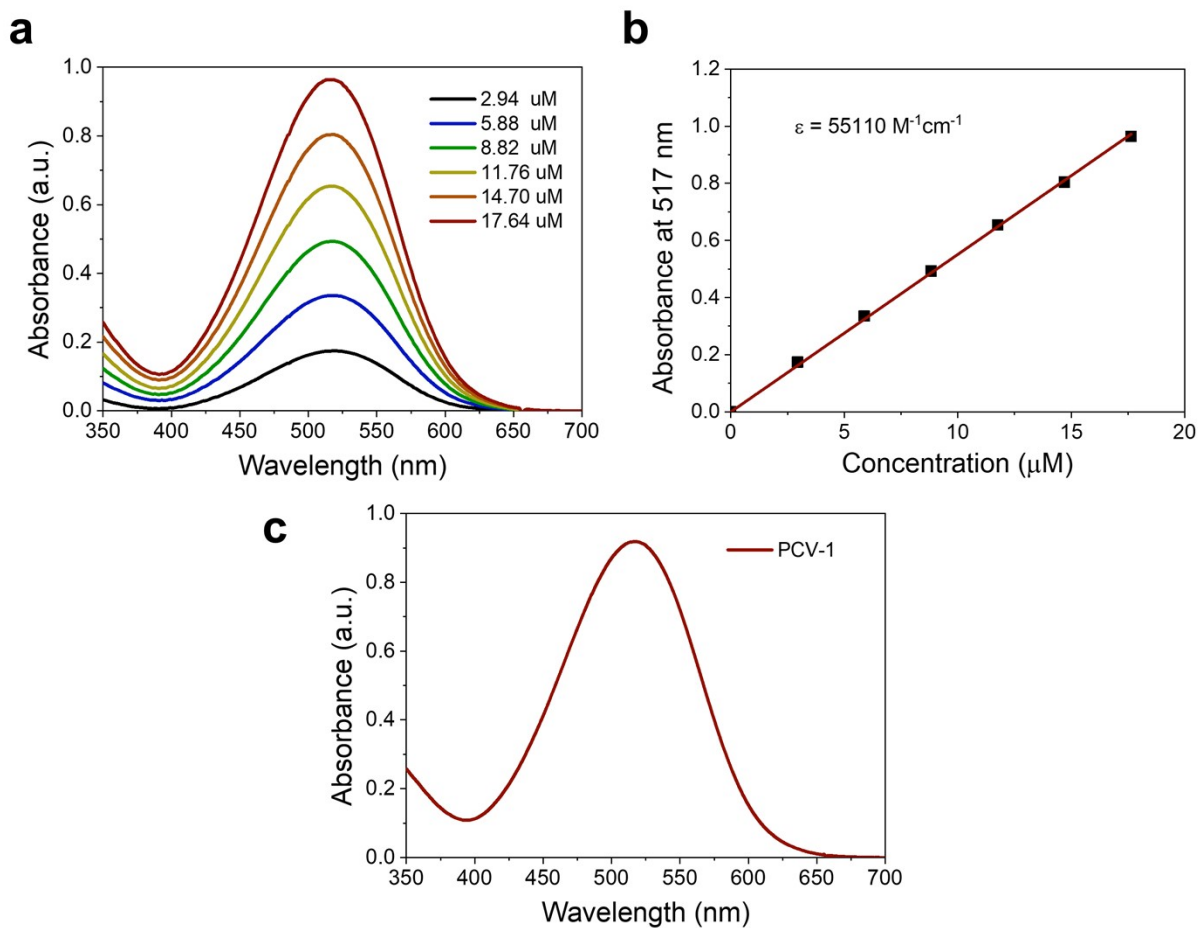 a
1.0
0.8
0.6
0.4
0.2
0.0
Absorbance (a.u.)
2.94 uM
5.88 uM
8.82 uM
11.76 uM
14.70 uM
17.64 uM
350 400 450 500 550 600 650 700
Wavelength (nm)
b
1.2
1.0
0.8
0.6
0.4
0.2
0.0
Absorbance at 517 nm
ε = 55110 M⁻¹cm⁻¹
0 5 10 15 20
Concentration (μM)
c
1.0
0.8
0.6
0.4
0.2
0.0
Absorbance (a.u.)
PCV-1
350 400 450 500 550 600 650 700
Wavelength (nm)